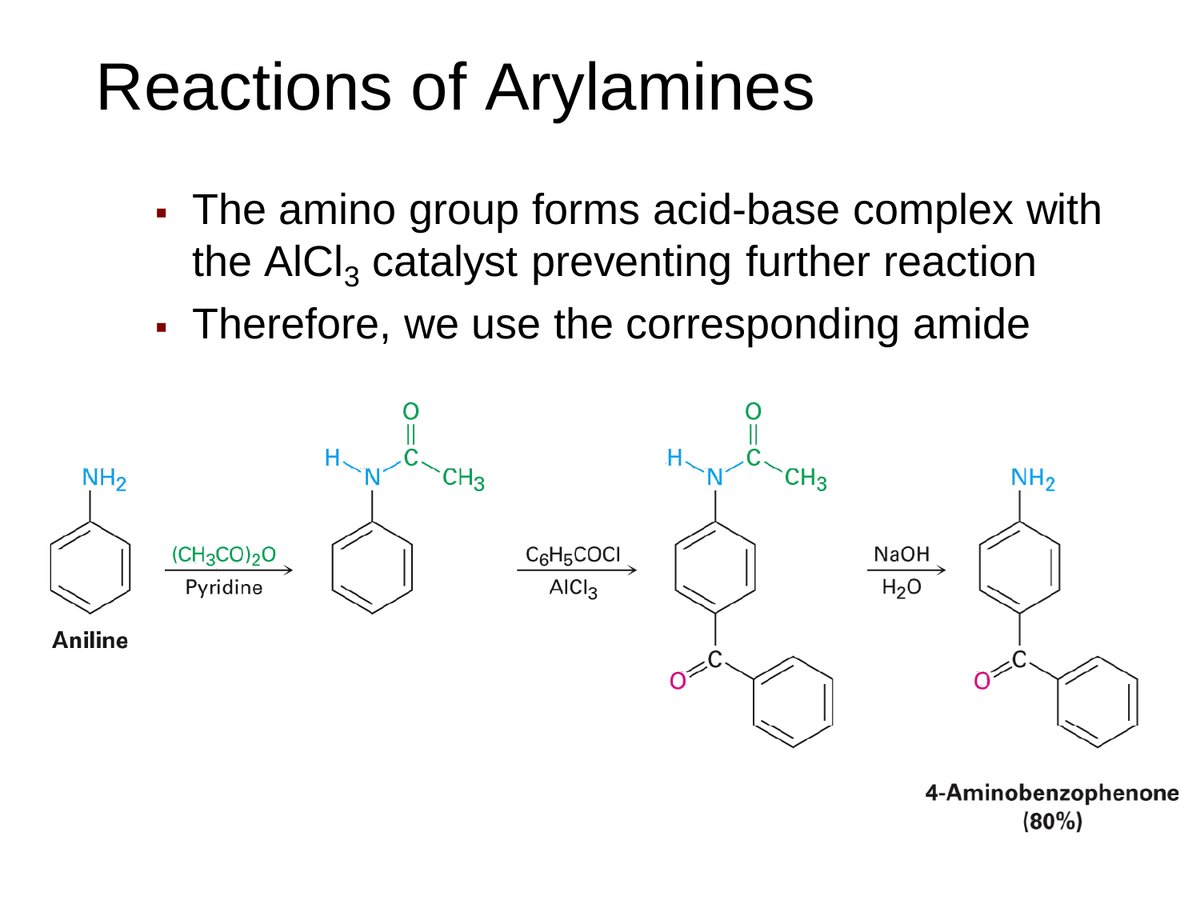 Reactions of Arylamines
▪ The amino group forms acid-base complex with
the AlCl₃ catalyst preventing further reaction
▪ Therefore, we use the corresponding amide
O
H
C
N
CH₃
O
H
C
N
CH₃
NH₂
NH₂
(CH₃CO)₂O
Pyridine
C₆H₅COCl
AlCl₃
NaOH
H₂O
Aniline
C
O
C
O
4-Aminobenzophenone
(80%)